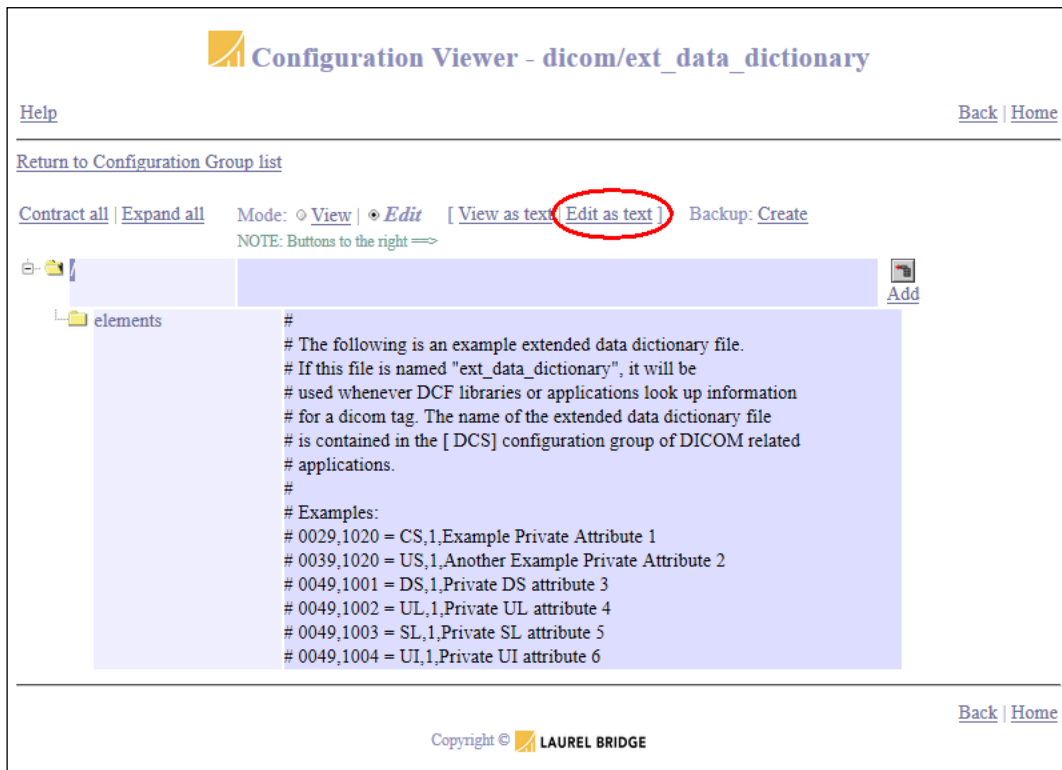 Configuration Viewer - dicom/ext_data_dictionary
Help Back | Home
Return to Configuration Group list
Contract all | Expand all Mode: View | Edit [ View as text | Edit as text ] Backup: Create
NOTE: Buttons to the right ==>
/
Add
elements
#
# The following is an example extended data dictionary file.
# If this file is named "ext_data_dictionary", it will be
# used whenever DCF libraries or applications look up information
# for a dicom tag. The name of the extended data dictionary file
# is contained in the [ DCS] configuration group of DICOM related
# applications.
#
# Examples:
# 0029,1020 = CS,1,Example Private Attribute 1
# 0039,1020 = US,1,Another Example Private Attribute 2
# 0049,1001 = DS,1,Private DS attribute 3
# 0049,1002 = UL,1,Private UL attribute 4
# 0049,1003 = SL,1,Private SL attribute 5
# 0049,1004 = UI,1,Private UI attribute 6
Back | Home
Copyright © LAUREL BRIDGE